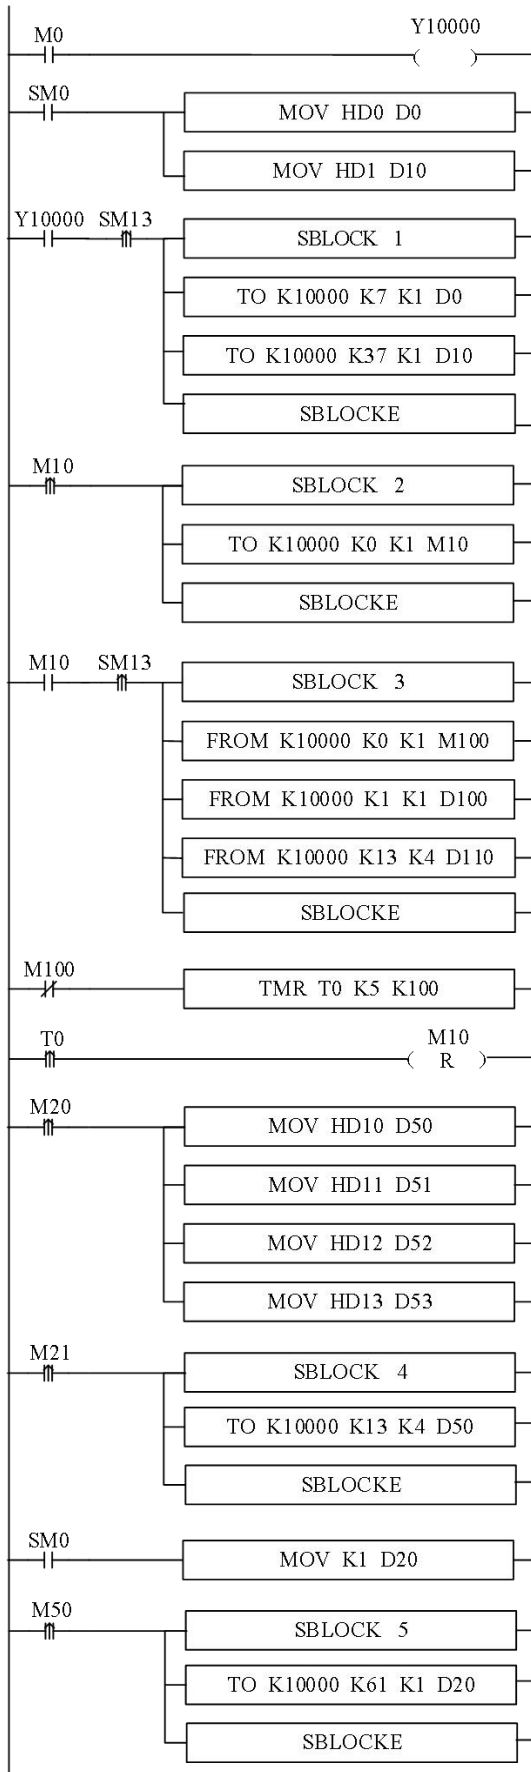 M0 Y10000
SM0
MOV HD0 D0
MOV HD1 D10
Y10000 SM13
SBLOCK 1
TO K10000 K7 K1 D0
TO K10000 K37 K1 D10
SBLOCKE
M10
SBLOCK 2
TO K10000 K0 K1 M10
SBLOCKE
M10 SM13
SBLOCK 3
FROM K10000 K0 K1 M100
FROM K10000 K1 K1 D100
FROM K10000 K13 K4 D110
SBLOCKE
M100
TMR T0 K5 K100
T0 M10
R
M20
MOV HD10 D50
MOV HD11 D51
MOV HD12 D52
MOV HD13 D53
M21
SBLOCK 4
TO K10000 K13 K4 D50
SBLOCKE
SM0
MOV K1 D20
M50
SBLOCK 5
TO K10000 K61 K1 D20
SBLOCKE